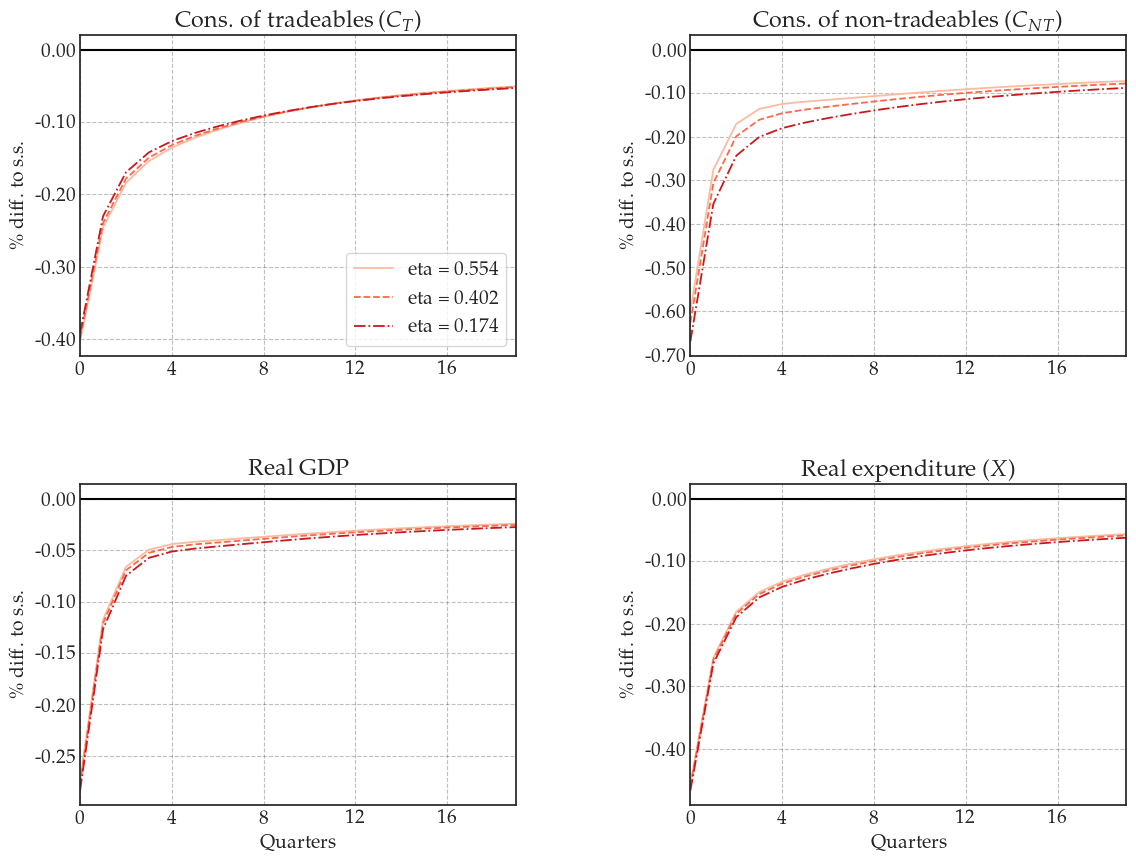 Cons. of tradeables (C_T)
% diff. to s.s.
0.00
-0.10
-0.20
-0.30
-0.40
0 4 8 12 16
eta = 0.554
eta = 0.402
eta = 0.174
Cons. of non-tradeables (C_NT)
% diff. to s.s.
0.00
-0.10
-0.20
-0.30
-0.40
-0.50
-0.60
-0.70
0 4 8 12 16
Real GDP
% diff. to s.s.
0.00
-0.05
-0.10
-0.15
-0.20
-0.25
0 4 8 12 16
Quarters
Real expenditure (X)
% diff. to s.s.
0.00
-0.10
-0.20
-0.30
-0.40
0 4 8 12 16
Quarters